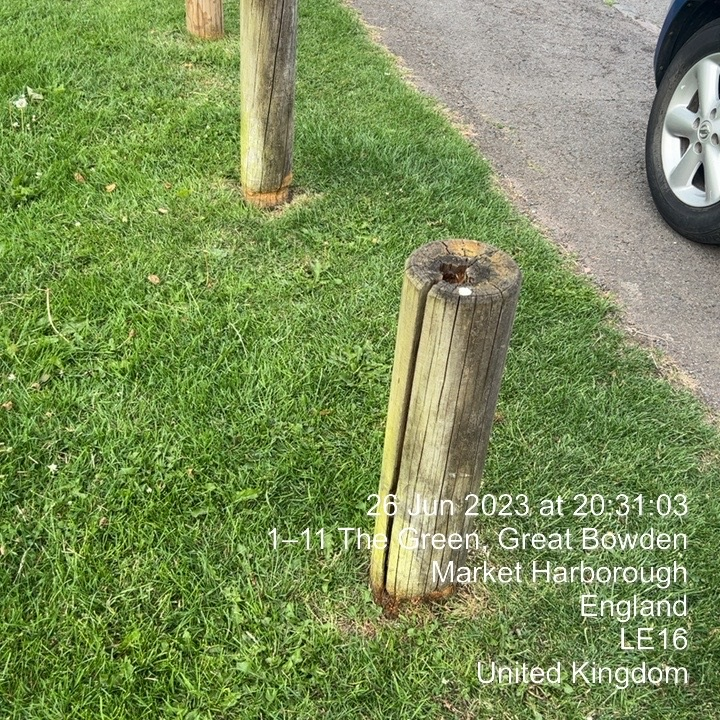 26 Jun 2023 at 20:31:03
1–11 The Green, Great Bowden
Market Harborough
England
LE16
United Kingdom